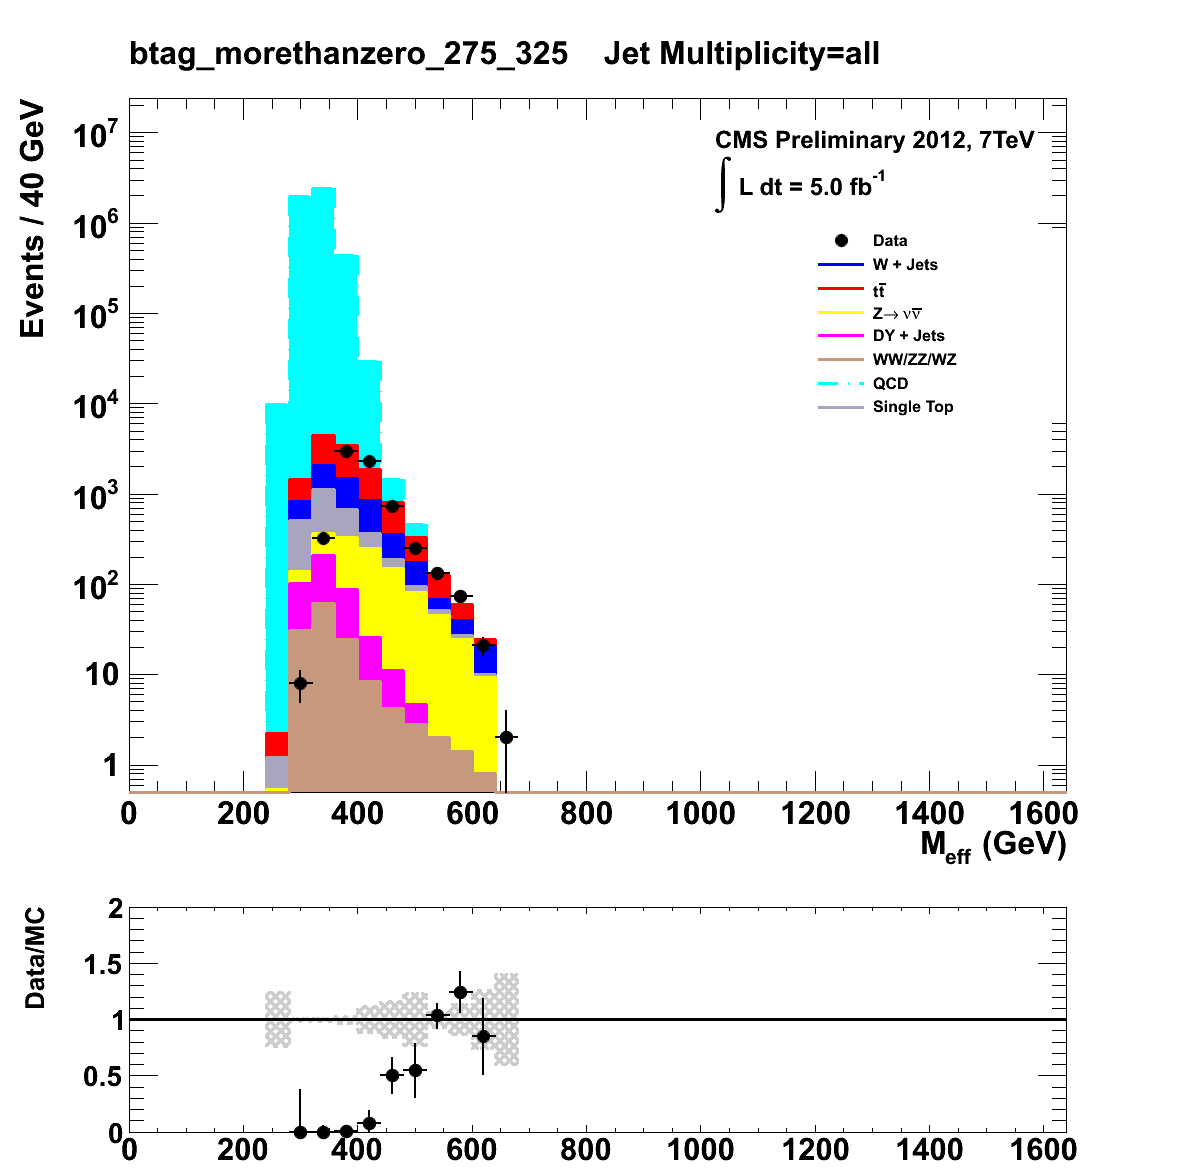 btag_morethanzero_275_325 Jet Multiplicity=all
Events / 40 GeV
10⁷
10⁶
10⁵
10⁴
10³
10²
10
1
CMS Preliminary 2012, 7TeV
∫ L dt = 5.0 fb⁻¹
Data
W + Jets
tt̅
Z→ νν̅
DY + Jets
WW/ZZ/WZ
QCD
Single Top
0 200 400 600 800 1000 1200 1400 1600
M_eff (GeV)
Data/MC
2
1.5
1
0.5
0
0 200 400 600 800 1000 1200 1400 1600